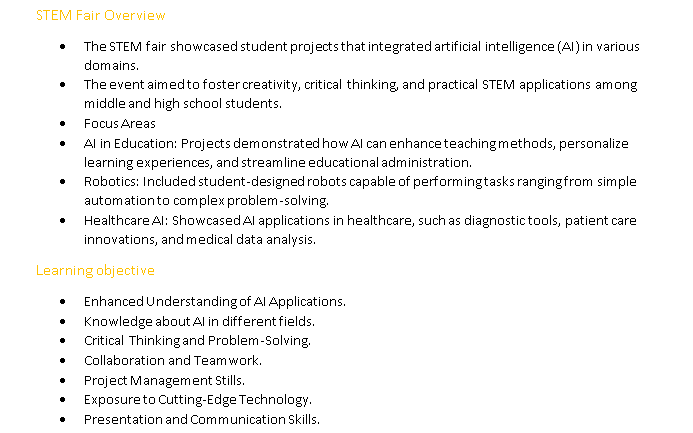 STEM Fair Overview
• The STEM fair showcased student projects that integrated artificial intelligence (AI) in various
domains.
• The event aimed to foster creativity, critical thinking, and practical STEM applications among
middle and high school students.
• Focus Areas
• AI in Education: Projects demonstrated how AI can enhance teaching methods, personalize
learning experiences, and streamline educational administration.
• Robotics: Included student-designed robots capable of performing tasks ranging from simple
automation to complex problem-solving.
• Healthcare AI: Showcased AI applications in healthcare, such as diagnostic tools, patient care
innovations, and medical data analysis.
Learning objective
• Enhanced Understanding of AI Applications.
• Knowledge about AI in different fields.
• Critical Thinking and Problem-Solving.
• Collaboration and Teamwork.
• Project Management Stills.
• Exposure to Cutting-Edge Technology.
• Presentation and Communication Skills.